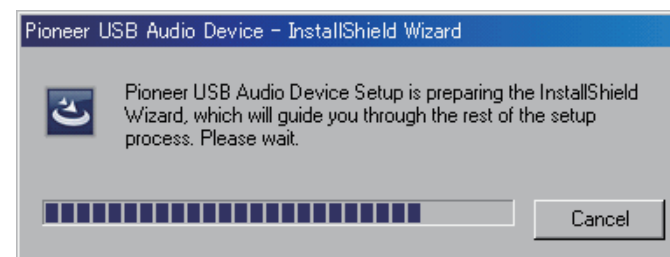 Pioneer USB Audio Device - InstallShield Wizard
Pioneer USB Audio Device Setup is preparing the InstallShield
Wizard, which will guide you through the rest of the setup
process. Please wait.
Cancel